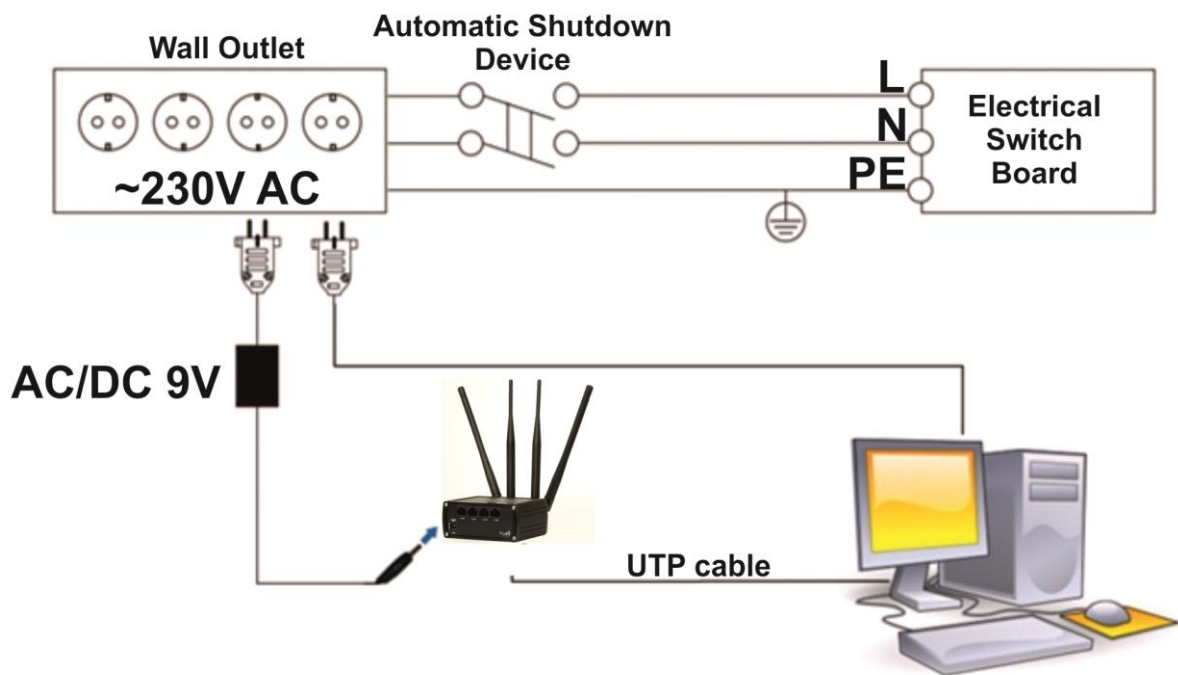 Wall Outlet
Automatic Shutdown
Device
L
N
PE
Electrical
Switch
Board
~230V AC
AC/DC 9V
UTP cable